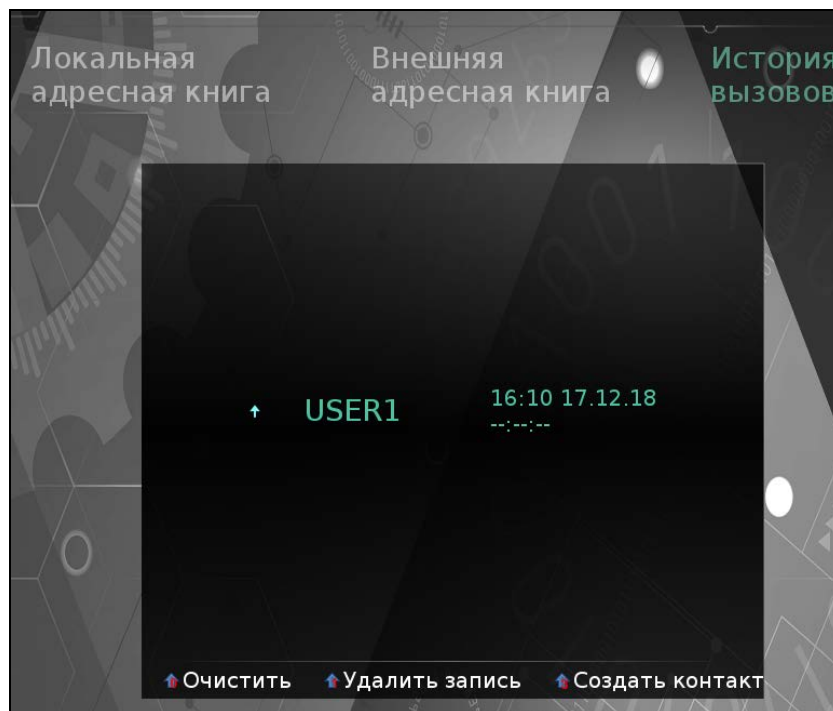 Локальная
адресная книга
Внешняя
адресная книга
История
вызовов
USER1
16:10 17.12.18
--:--:--
Очистить
Удалить запись
Создать контакт